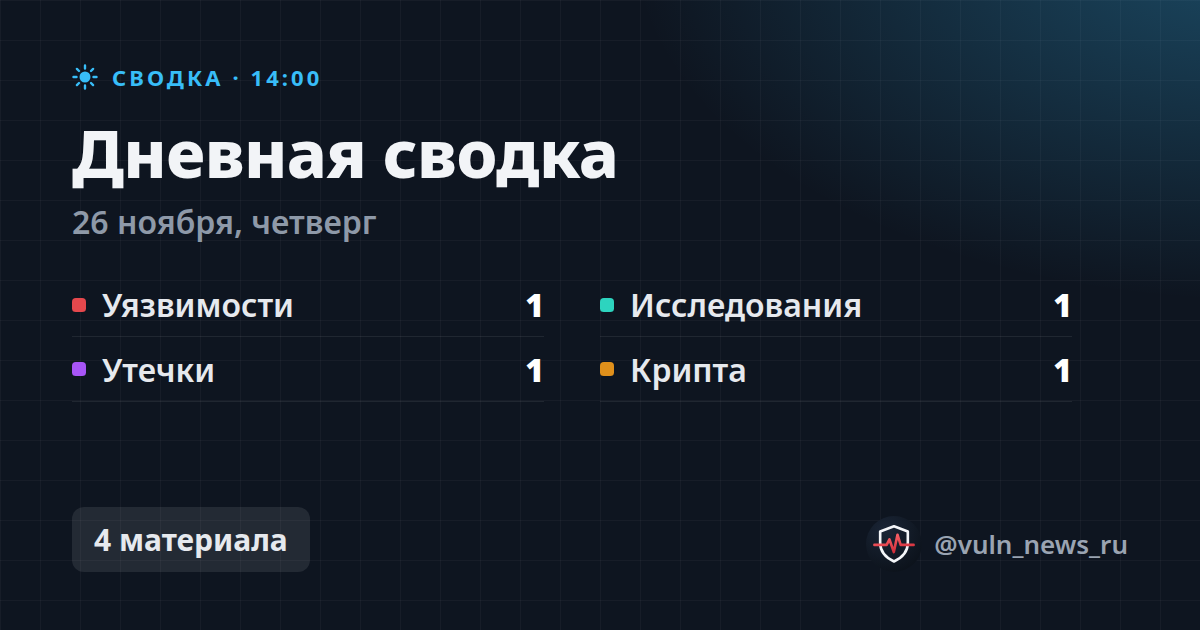 СВОДКА · 14:00
Дневная сводка
26 ноября, четверг
Уязвимости 1
Исследования 1
Утечки 1
Крипта 1
4 материала
@vuln_news_ru